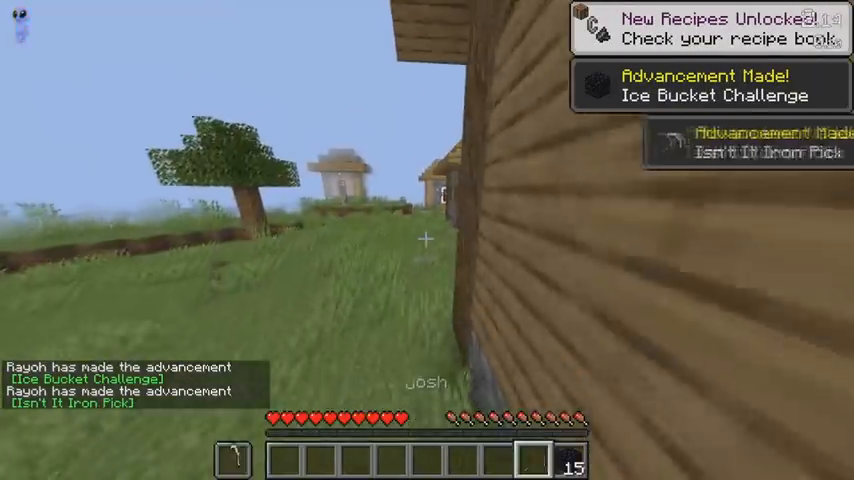 New Recipes Unlocked!
Check your recipe book
Advancement Made!
Ice Bucket Challenge
Advancement Made
Isn't It Iron Pick
Rayoh has made the advancement
[Ice Bucket Challenge]
Rayoh has made the advancement
[Isn't It Iron Pick]
josh
15